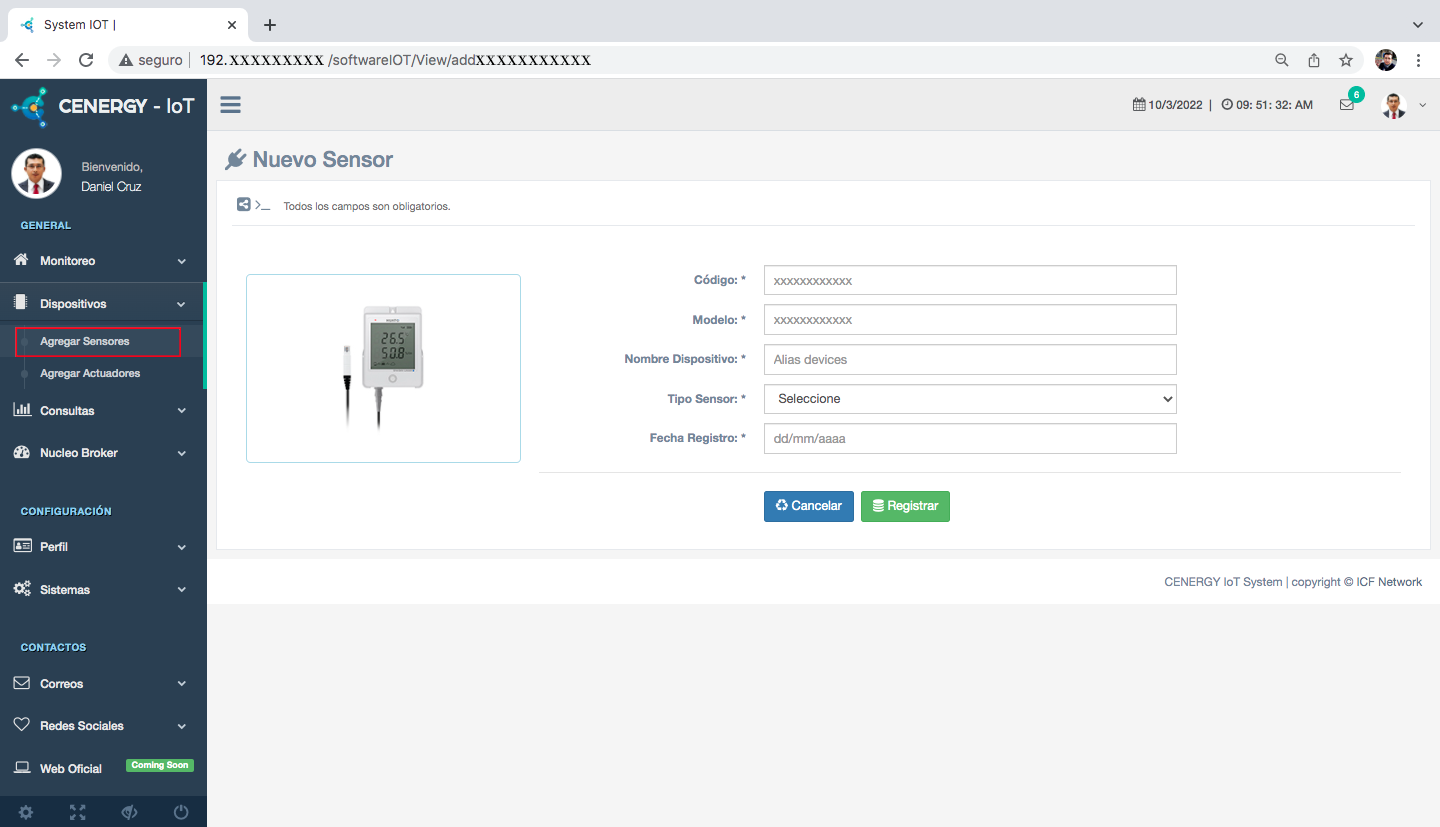 System IOT |
seguro
192.XXXXXXXXX /softwareIOT/View/addXXXXXXXXXXX
CENERGY - IoT
10/3/2022 | 09: 51: 32: AM
6
Bienvenido,
Daniel Cruz
GENERAL
Monitoreo
Dispositivos
Agregar Sensores
Agregar Actuadores
Consultas
Nucleo Broker
CONFIGURACIÓN
Perfil
Sistemas
CONTACTOS
Correos
Redes Sociales
Web Oficial
Coming Soon
Nuevo Sensor
Todos los campos son obligatorios.
26.5
50.8
Código: *
xxxxxxxxxxxx
Modelo: *
xxxxxxxxxxxx
Nombre Dispositivo: *
Alias devices
Tipo Sensor: *
Seleccione
Fecha Registro: *
dd/mm/aaaa
Cancelar
Registrar
CENERGY IoT System | copyright © ICF Network